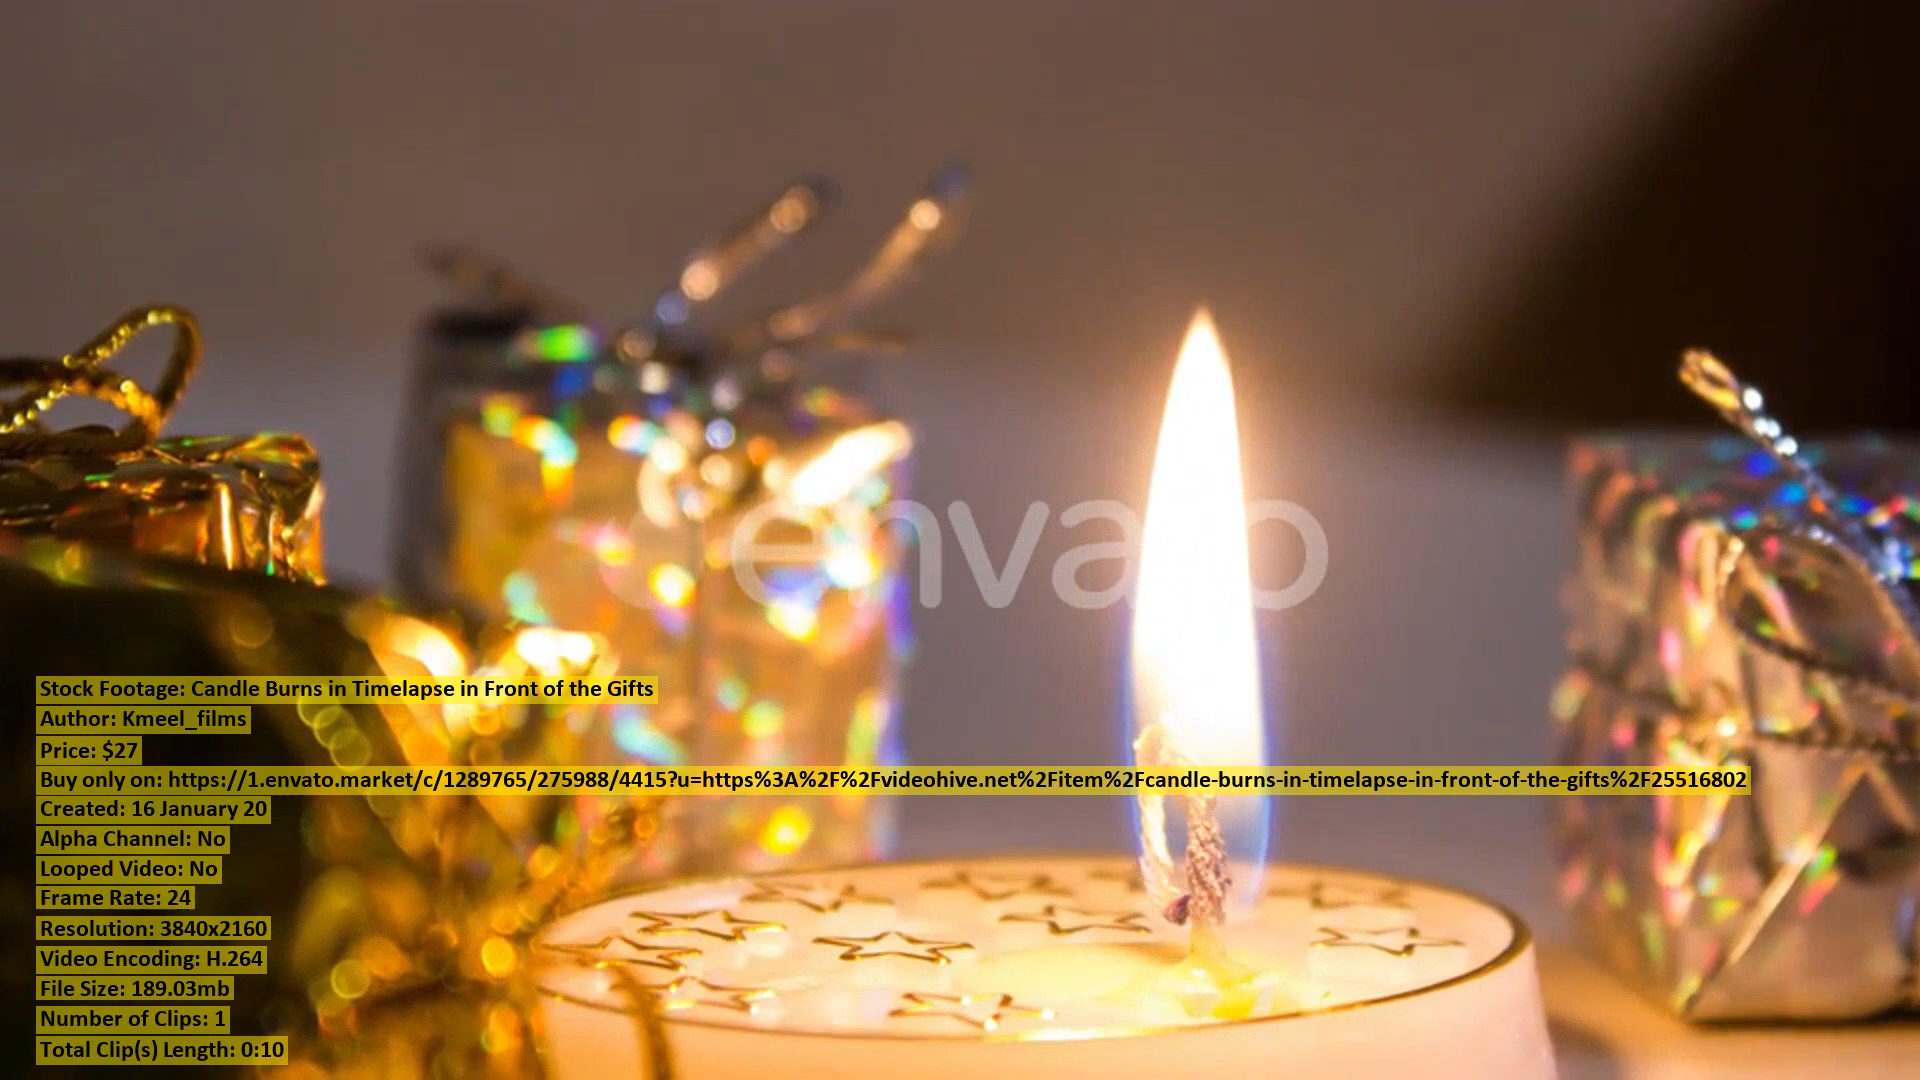 envato
Stock Footage: Candle Burns in Timelapse in Front of the Gifts
Author: Kmeel_films
Price: $27
Buy only on: https://1.envato.market/c/1289765/275988/4415?u=https%3A%2F%2Fvideohive.net%2Fitem%2Fcandle-burns-in-timelapse-in-front-of-the-gifts%2F25516802
Created: 16 January 20
Alpha Channel: No
Looped Video: No
Frame Rate: 24
Resolution: 3840x2160
Video Encoding: H.264
File Size: 189.03mb
Number of Clips: 1
Total Clip(s) Length: 0:10